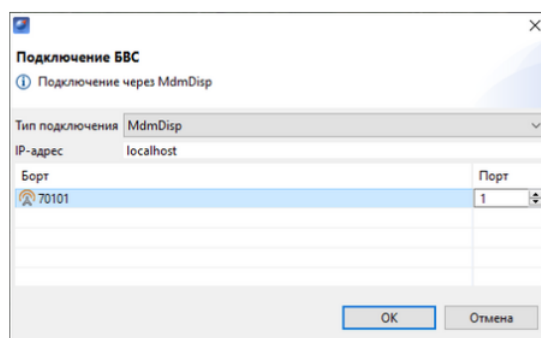 Подключение БВС
Подключение через MdmDisp
Тип подключения MdmDisp
IP-адрес localhost
Борт Порт
70101 1
OK Отмена